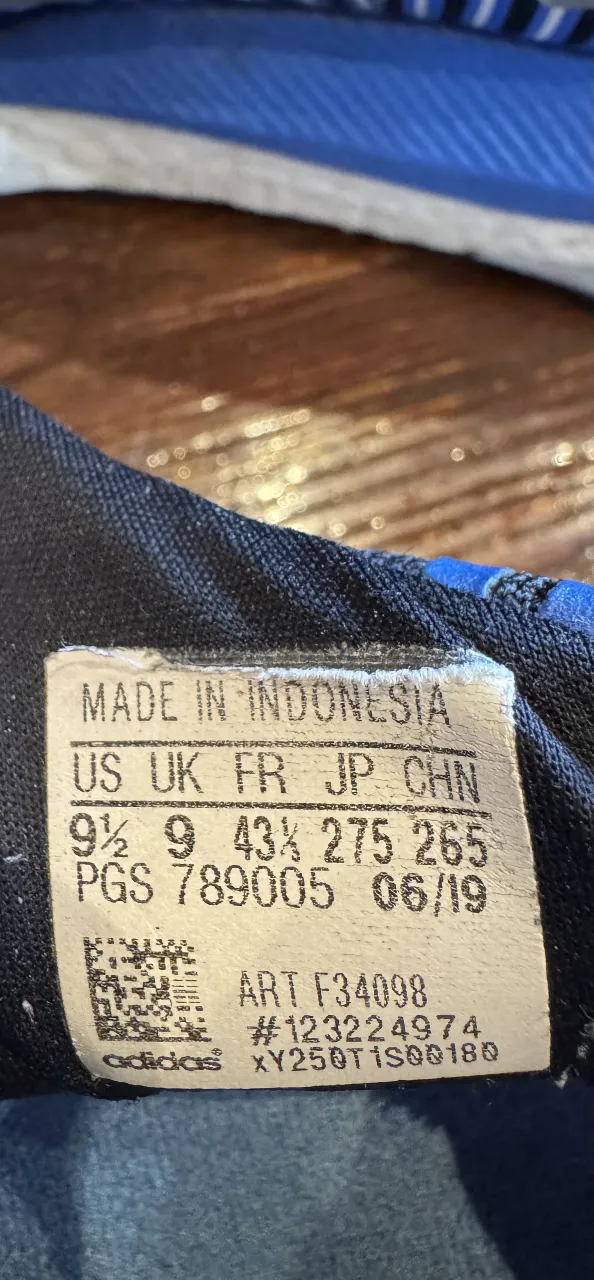 MADE IN INDONESIA
US UK FR JP CHN
9½ 9 43⅓ 275 265
PGS 789005 06/19
ART F34098
#123224974
adidas xY250T1S00180